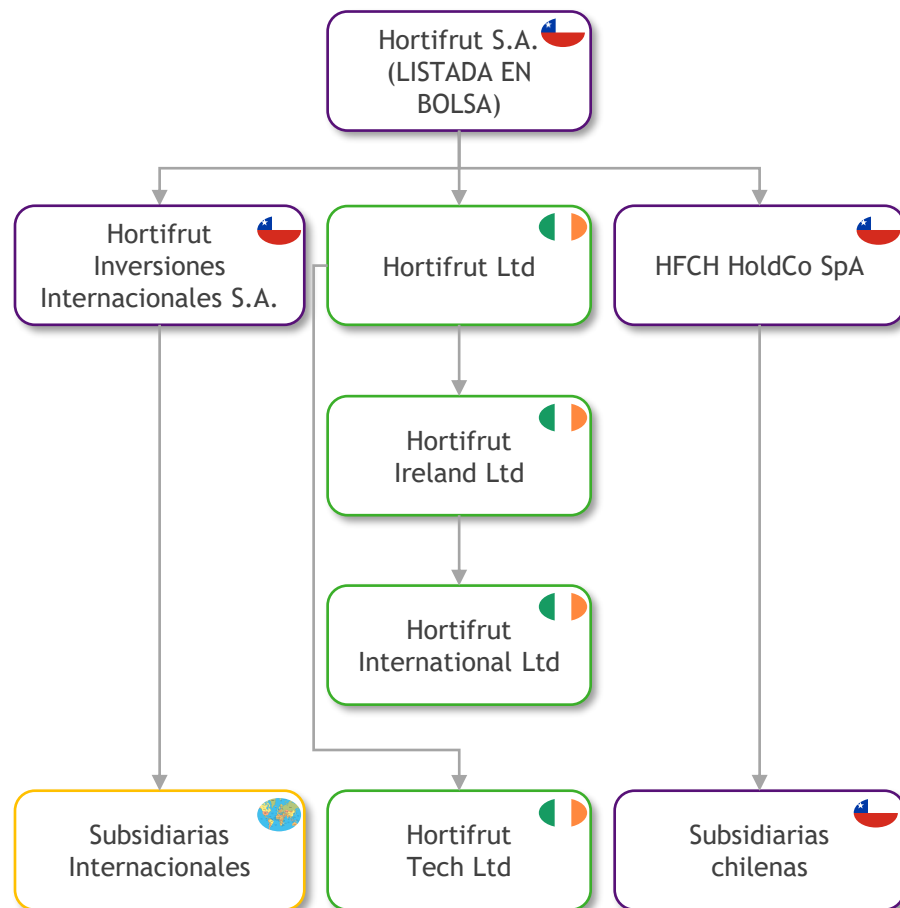 Hortifrut S.A.
(LISTADA EN
BOLSA)
Hortifrut
Inversiones
Internacionales S.A.
Hortifrut Ltd
HFCH HoldCo SpA
Hortifrut
Ireland Ltd
Hortifrut
International Ltd
Subsidiarias
Internacionales
Hortifrut
Tech Ltd
Subsidiarias
chilenas